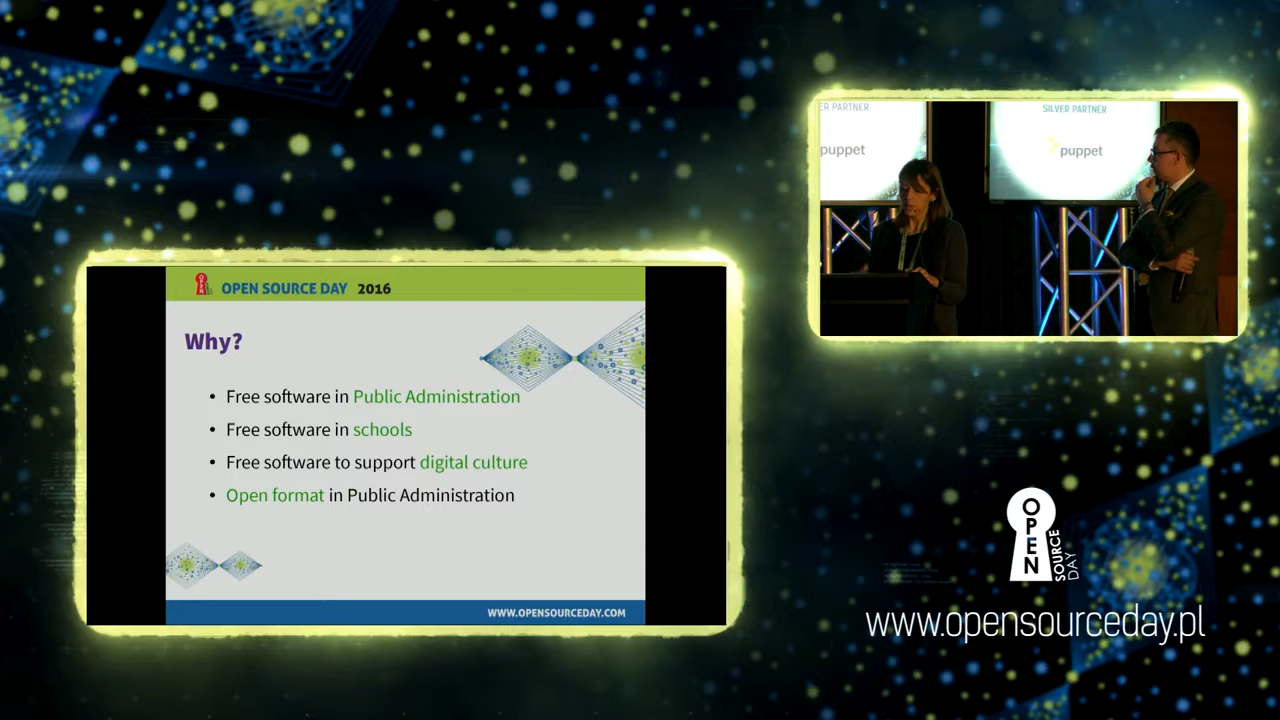 OPEN SOURCE DAY 2016
Why?
• Free software in Public Administration
• Free software in schools
• Free software to support digital culture
• Open format in Public Administration
WWW.OPENSOURCEDAY.COM
ER PARTNER
puppet
SILVER PARTNER
puppet
OPEN
SOURCE
DAY
www.opensourceday.pl